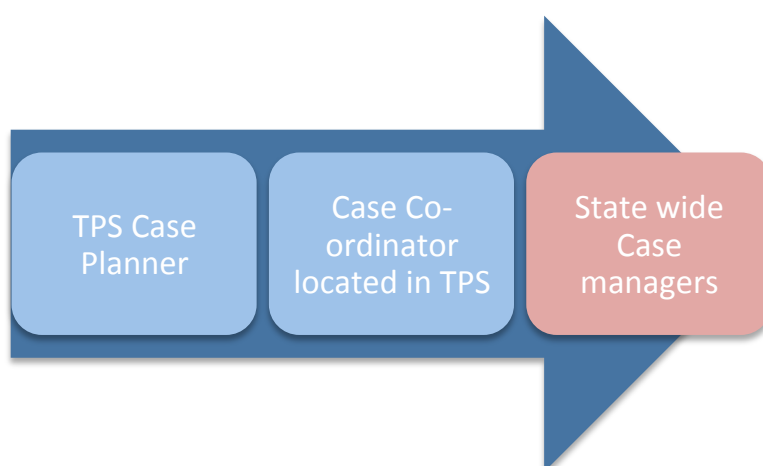 TPS Case
Planner
Case Co-
ordinator
located in TPS
State wide
Case
managers